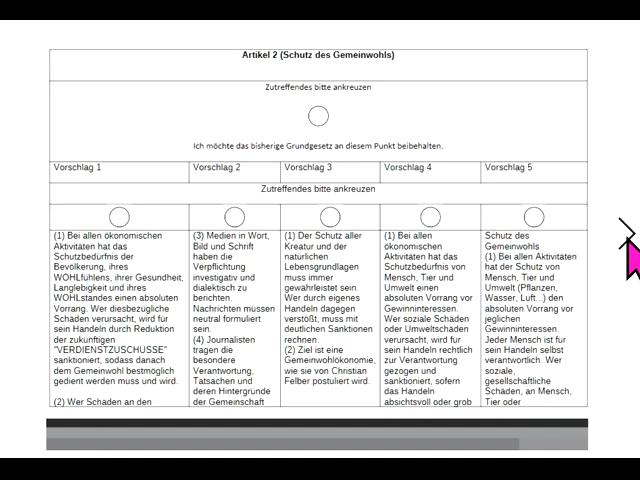 Artikel 2 (Schutz des Gemeinwohls)
Zutreffendes bitte ankreuzen
Ich möchte das bisherige Grundgesetz an diesem Punkt beibehalten.
Vorschlag 1
Vorschlag 2
Vorschlag 3
Vorschlag 4
Vorschlag 5
Zutreffendes bitte ankreuzen
(1) Bei allen ökonomischen
Aktivitäten hat das
Schutzbedürfnis der
Bevölkerung, ihres
WOHLfühlens, ihrer Gesundheit,
Langlebigkeit und ihres
WOHLstandes einen absoluten
Vorrang. Wer diesbezügliche
Schäden verursacht, wird für
sein Handeln durch Reduktion
der zukünftigen
"VERDIENSTZUSCHÜSSE"
sanktioniert, sodass danach
dem Gemeinwohl bestmöglich
gedient werden muss und wird.
(2) Wer Schaden an den
(3) Medien in Wort,
Bild und Schrift
haben die
Verpflichtung
investigativ und
dialektisch zu
berichten.
Nachrichten müssen
neutral formuliert
sein.
(4) Journalisten
tragen die
besondere
Verantwortung,
Tatsachen und
deren Hintergründe
der Gemeinschaft
(1) Der Schutz aller
Kreatur und der
natürlichen
Lebensgrundlagen
muss immer
gewährleistet sein.
Wer durch eigenes
Handeln dagegen
verstößt, muss mit
deutlichen Sanktionen
rechnen.
(2) Ziel ist eine
Gemeinwohlökonomie,
wie sie von Christian
Felber postuliert wird.
(1) Bei allen
ökonomischen
Aktivitäten hat das
Schutzbedürfnis von
Mensch, Tier und
Umwelt einen
absoluten Vorrang vor
Gewinninteressen.
Wer soziale Schäden
oder Umweltschäden
verursacht, wird für
sein Handeln rechtlich
zur Verantwortung
gezogen und
sanktioniert, sofern
das Handeln
absichtsvoll oder grob
Schutz des
Gemeinwohls
(1) Bei allen Aktivitäten
hat der Schutz von
Mensch, Tier und
Umwelt (Pflanzen,
Wasser, Luft...) den
absoluten Vorrang vor
jeglichen
Gewinninteressen.
Jeder Mensch ist für
sein Handeln selbst
verantwortlich. Wer
soziale,
gesellschaftliche
Schäden, an Mensch,
Tier oder